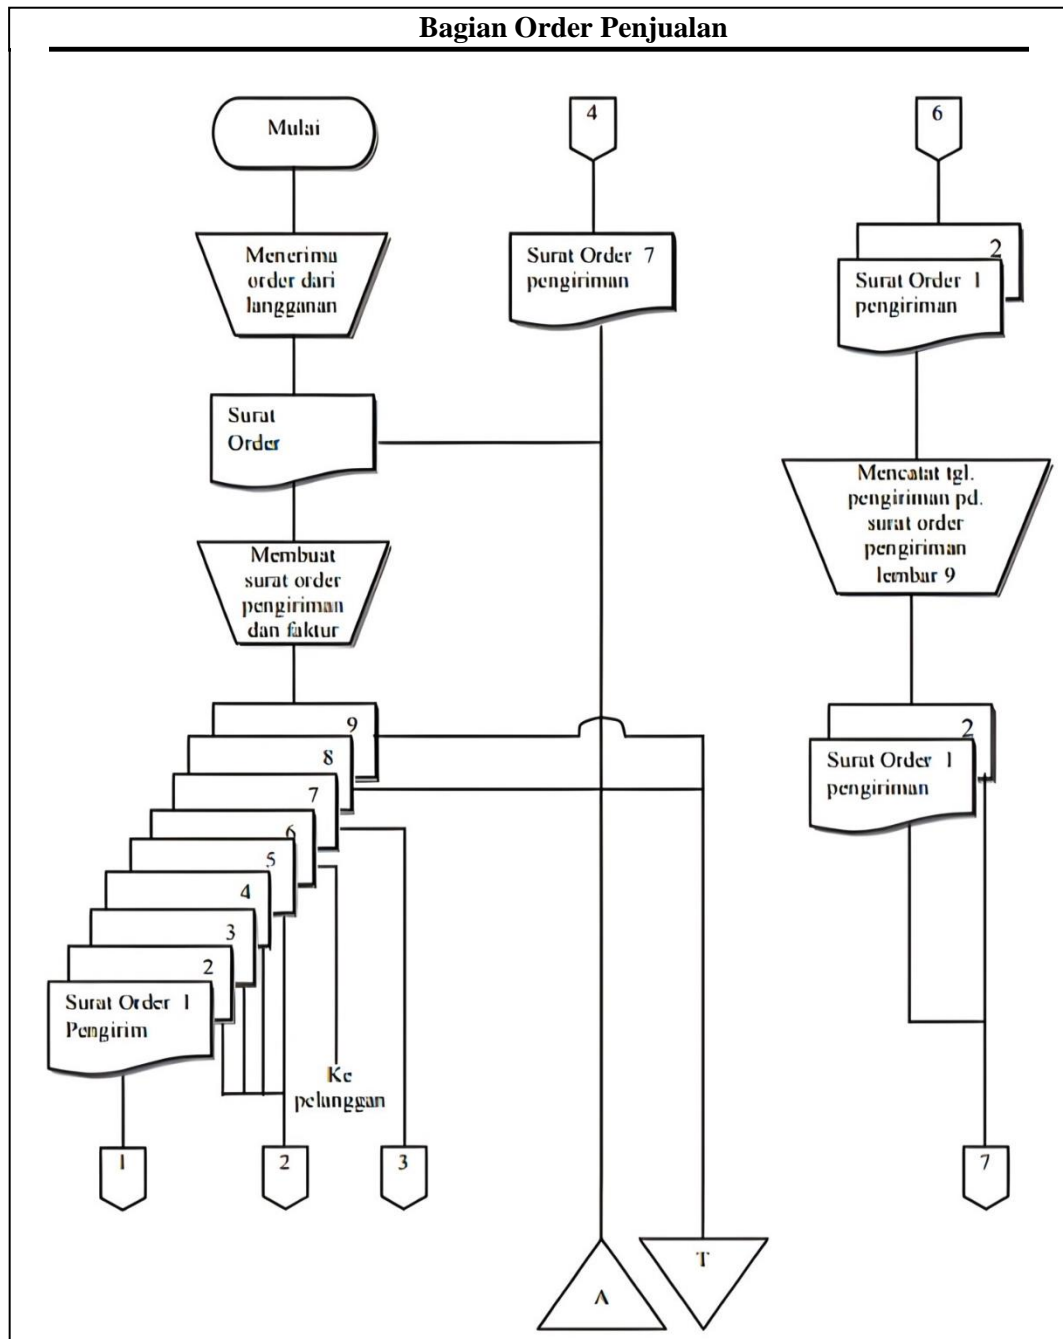 Bagian Order Penjualan
Mulai
Menerima
order dari
langganan
Surat
Order
Membuat
surat order
pengiriman
dan faktur
9
8
7
6
5
4
3
2
Surat Order 1
Pengirim
Ke
pelanggan
1
2
3
4
Surat Order 7
pengiriman
A
T
6
2
Surat Order 1
pengiriman
Mencatat tgl.
pengiriman pd.
surat order
pengiriman
lembar 9
2
Surat Order 1
pengiriman
7